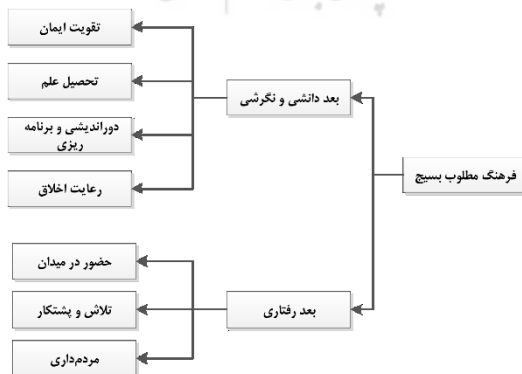 فرهنگ مطلوب بسیج
بعد دانشی و نگرشی
تقویت ایمان
تحصیل علم
دوراندیشی و برنامه
ریزی
رعایت اخلاق
بعد رفتاری
حضور در میدان
تلاش و پشتکار
مردم‌داری